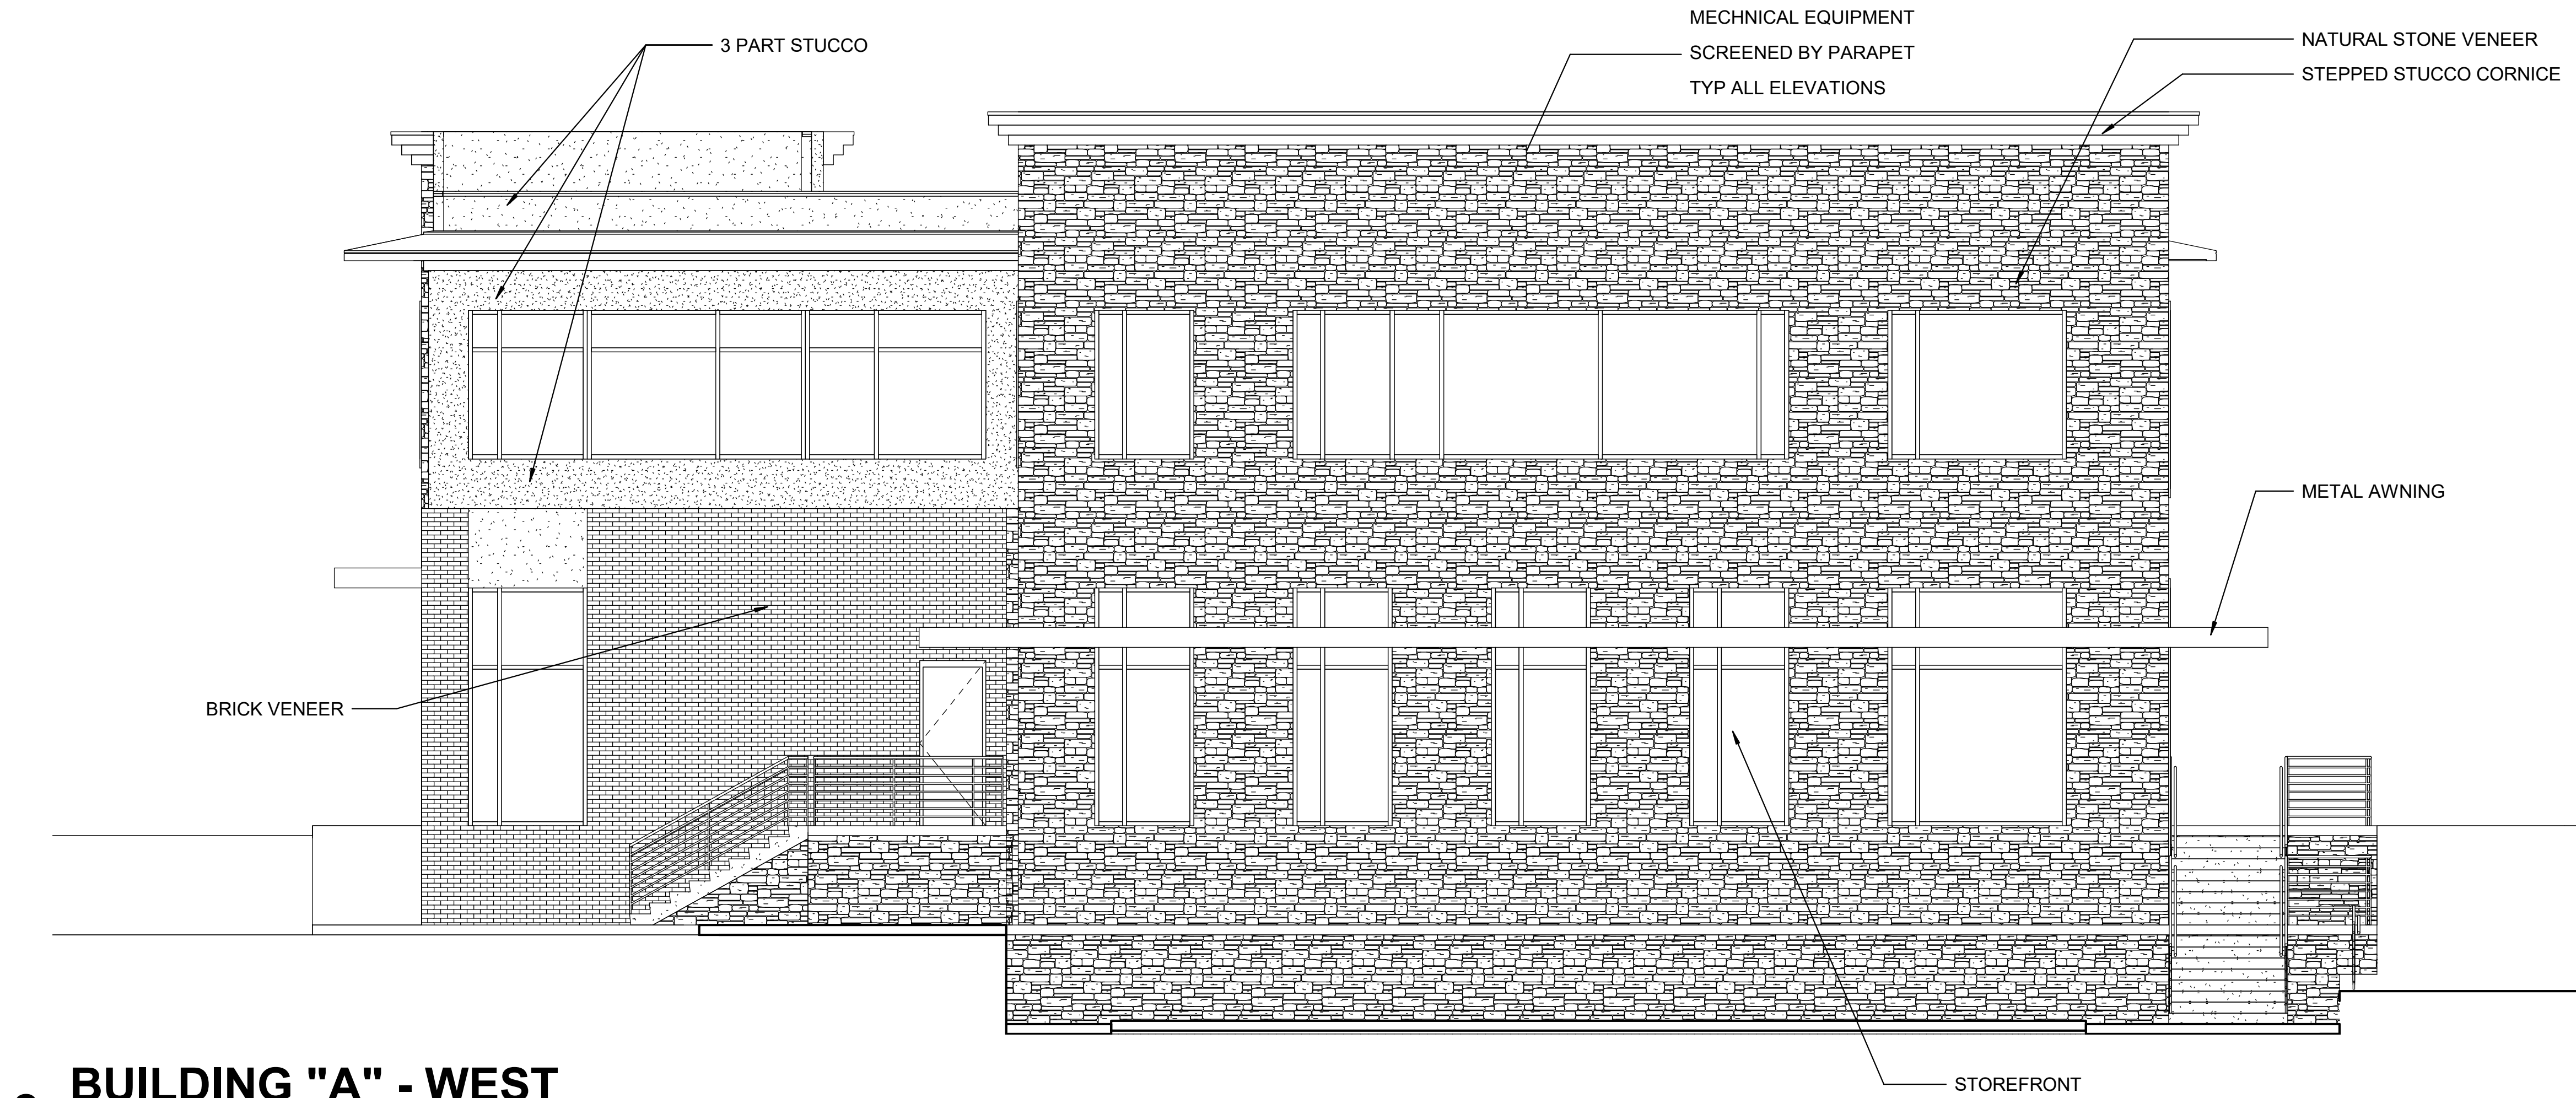 MECHNICAL EQUIPMENT
SCREENED BY PARAPET
TYP ALL ELEVATIONS
3 PART STUCCO
NATURAL STONE VENEER
STEPPED STUCCO CORNICE
METAL AWNING
BRICK VENEER
STOREFRONT
BUILDING "A" - WEST